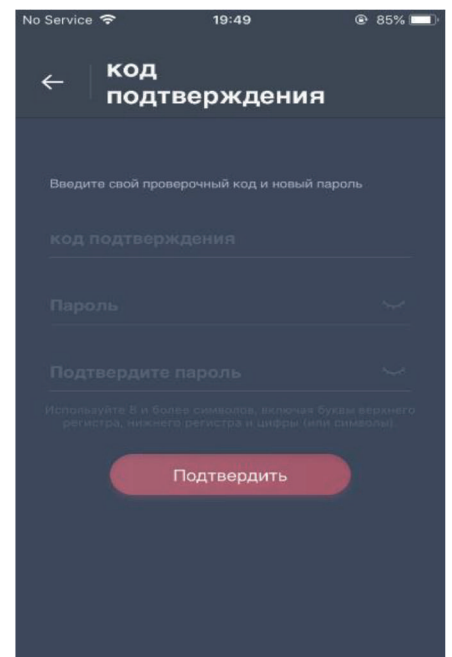 No Service 19:49 85%
код
подтверждения
Введите свой проверочный код и новый пароль
код подтверждения
Пароль
Подтвердите пароль
Используйте 8 и более символов, включая буквы верхнего
регистра, нижнего регистра и цифры (или символы).
Подтвердить